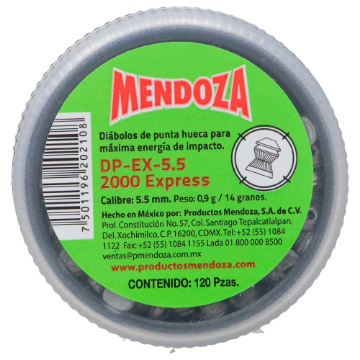 MENDOZA
Diábolos de punta hueca para
máxima energía de impacto.
DP-EX-5.5
2000 Express
Calibre: 5.5 mm. Peso: 0,9 g / 14 granos.
Hecho en México por: Productos Mendoza, S.A. de C.V.
Prol. Constitución No. 57, Col. Santiago Tepalcatlalpan,
Del. Xochimilco, C.P. 16200, CDMX. Tel: +52 (55) 1084
1122 Fax: +52 (55) 1084 1155 Lada 01 800 000 3500
ventas@pmendoza.com.mx
www.productosmendoza.com
CONTENIDO: 120 Pzas.
7501196202108